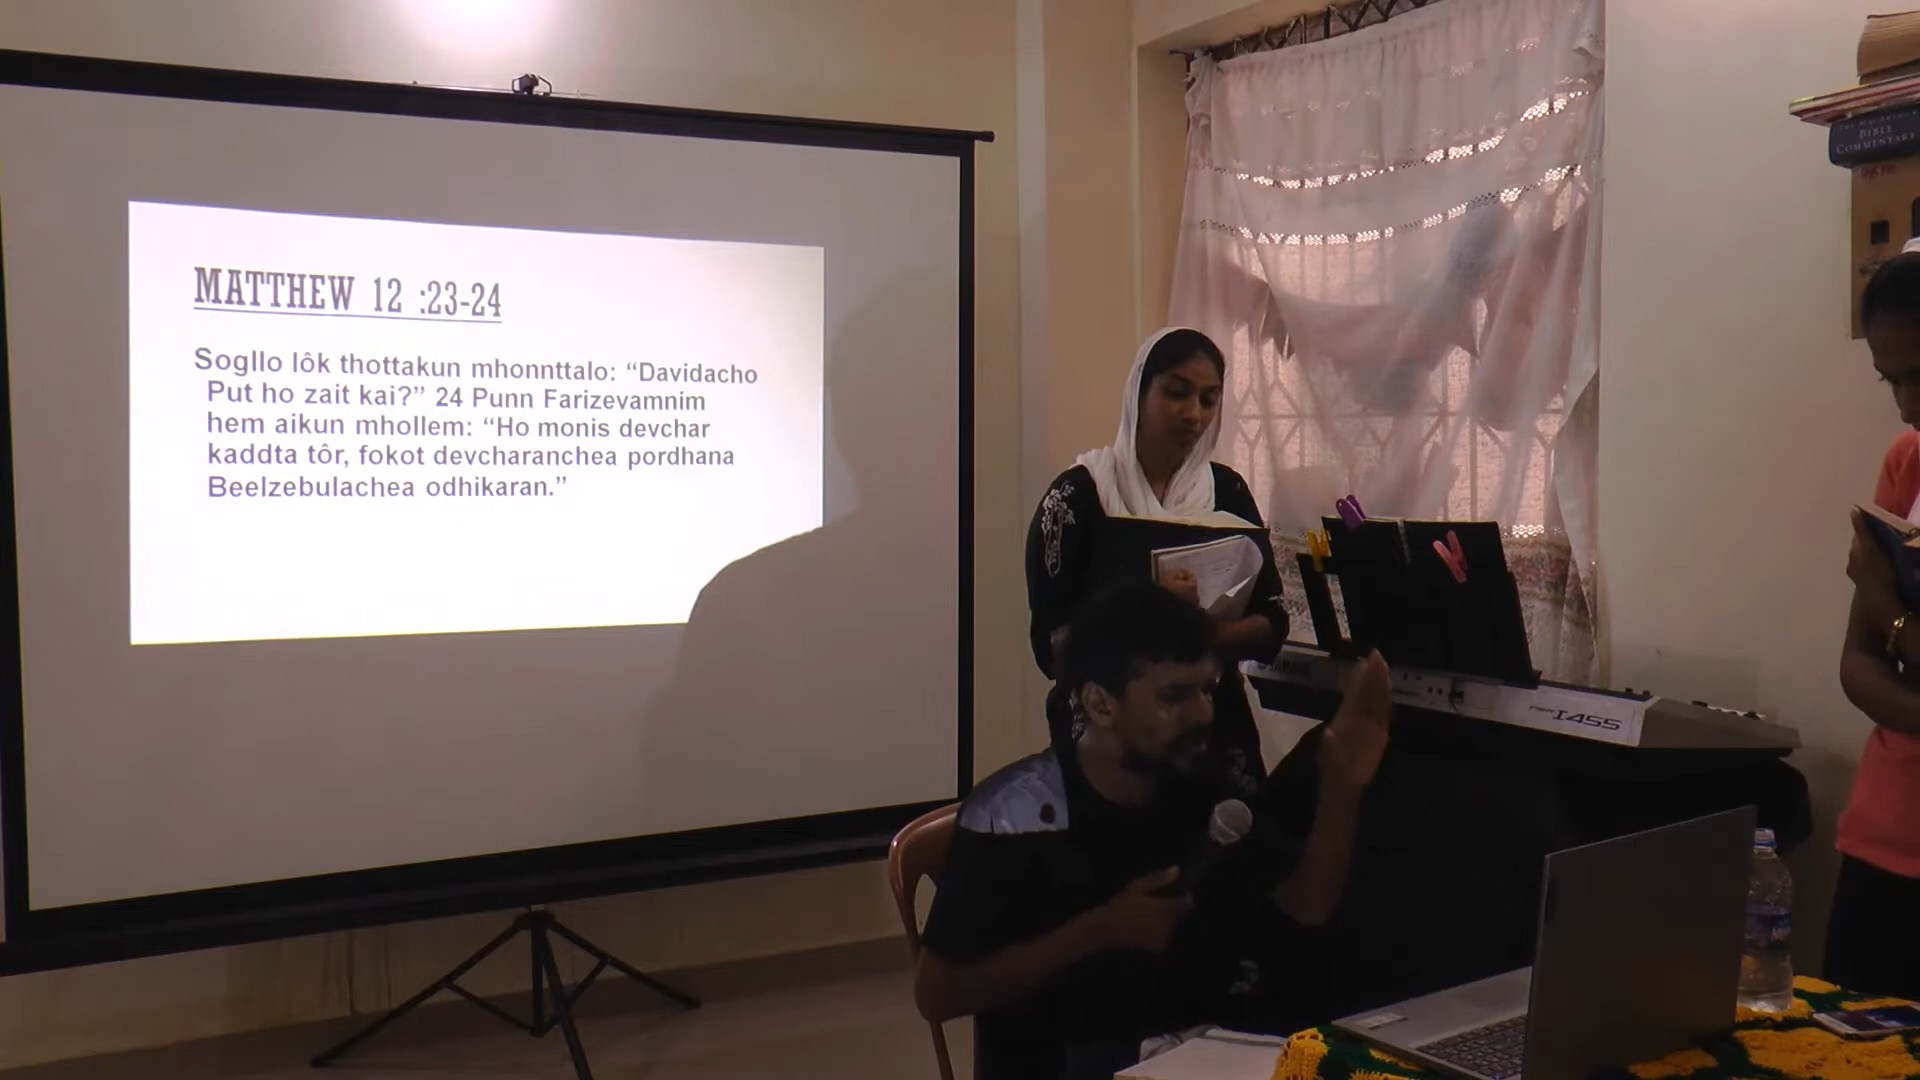 MATTHEW 12 :23-24
Sogllo lôk thottakun mhonnttalo: “Davidacho
Put ho zait kai?” 24 Punn Farizevamnim
hem aikun mhollem: “Ho monis devchar
kaddta tôr, fokot devcharanchea pordhana
Beelzebulachea odhikaran.”
BIBLE
COMMENTARY
I455